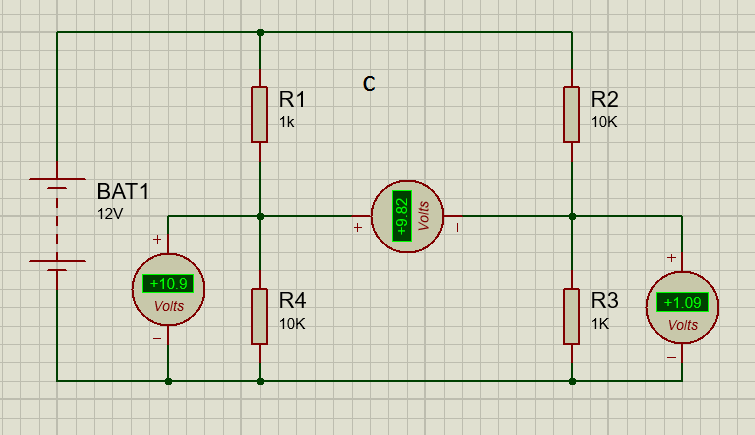 C
R1
1k
R2
10K
BAT1
12V
+9.82
Volts
+ -
+
+10.9
Volts
-
R4
10K
R3
1K
+
+1.09
Volts
-